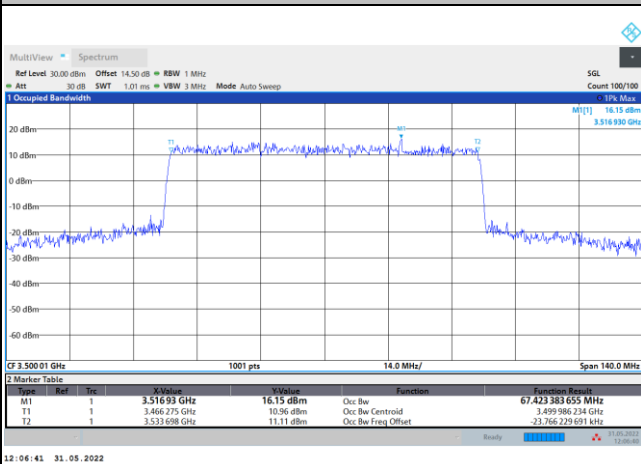 MultiView Spectrum
Ref Level 30.00 dBm Offset 14.50 dB RBW 1 MHz SGL
Att 30 dB SWT 1.01 ms VBW 3 MHz Mode Auto Sweep Count 100/100
1 Occupied Bandwidth 1Pk Max
M1[1] 16.15 dBm
3.516 930 GHz
20 dBm
M1
T1 T2
10 dBm
0 dBm
-10 dBm
-20 dBm
-30 dBm
-40 dBm
-50 dBm
-60 dBm
CF 3.500 01 GHz 1001 pts 14.0 MHz/ Span 140.0 MHz
2 Marker Table
Type Ref Trc X-Value Y-Value Function Function Result
M1 1 3.516 93 GHz 16.15 dBm Occ Bw 67.423 383 655 MHz
T1 1 3.466 275 GHz 10.96 dBm Occ Bw Centroid 3.499 986 234 GHz
T2 1 3.533 698 GHz 11.11 dBm Occ Bw Freq Offset -23.766 229 691 kHz
Ready 31.05.2022
12:06:40
12:06:41 31.05.2022